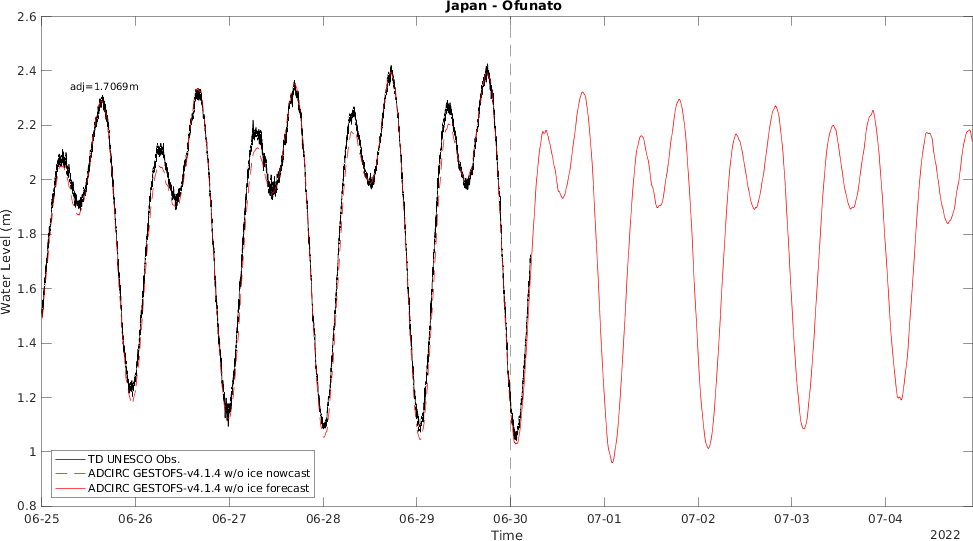 Japan - Ofunato
2.6
2.4
adj=1.7069m
2.2
2
1.8
Water Level (m)
1.6
1.4
1.2
1
0.8
TD UNESCO Obs.
ADCIRC GESTOFS-v4.1.4 w/o ice nowcast
ADCIRC GESTOFS-v4.1.4 w/o ice forecast
06-25 06-26 06-27 06-28 06-29 06-30 07-01 07-02 07-03 07-04
Time
2022